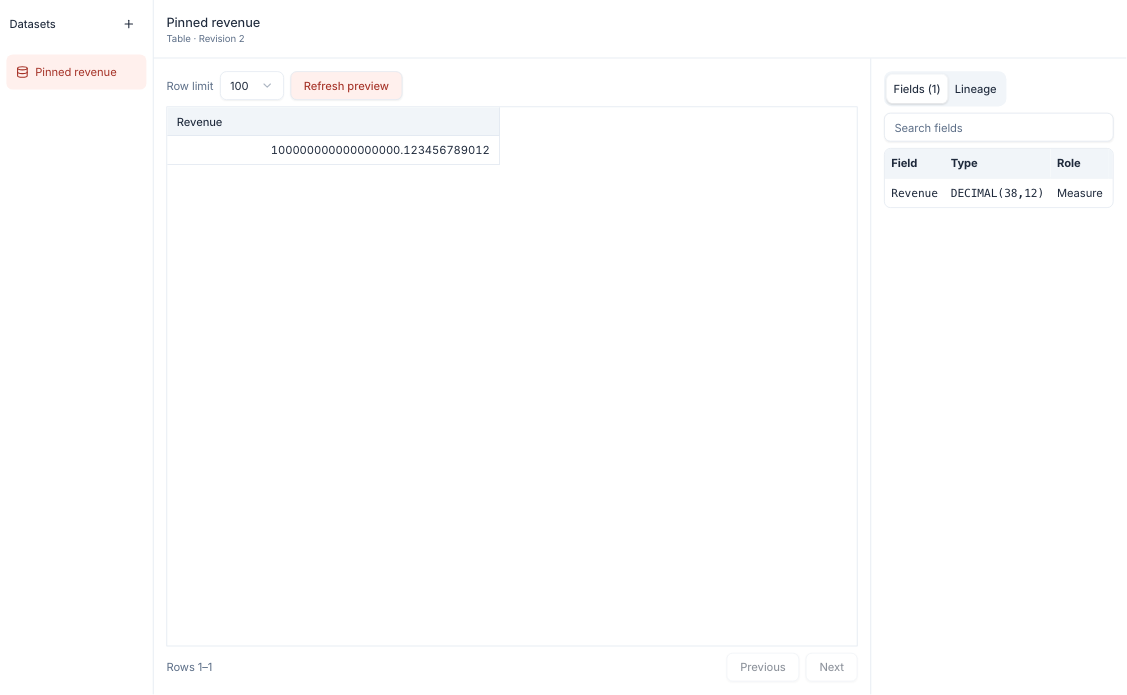 Datasets
Pinned revenue
Pinned revenue
Table · Revision 2
Row limit 100 Refresh preview
Revenue
100000000000000000.123456789012
Rows 1–1
Previous Next
Fields (1) Lineage
Search fields
Field Type Role
Revenue DECIMAL(38,12) Measure